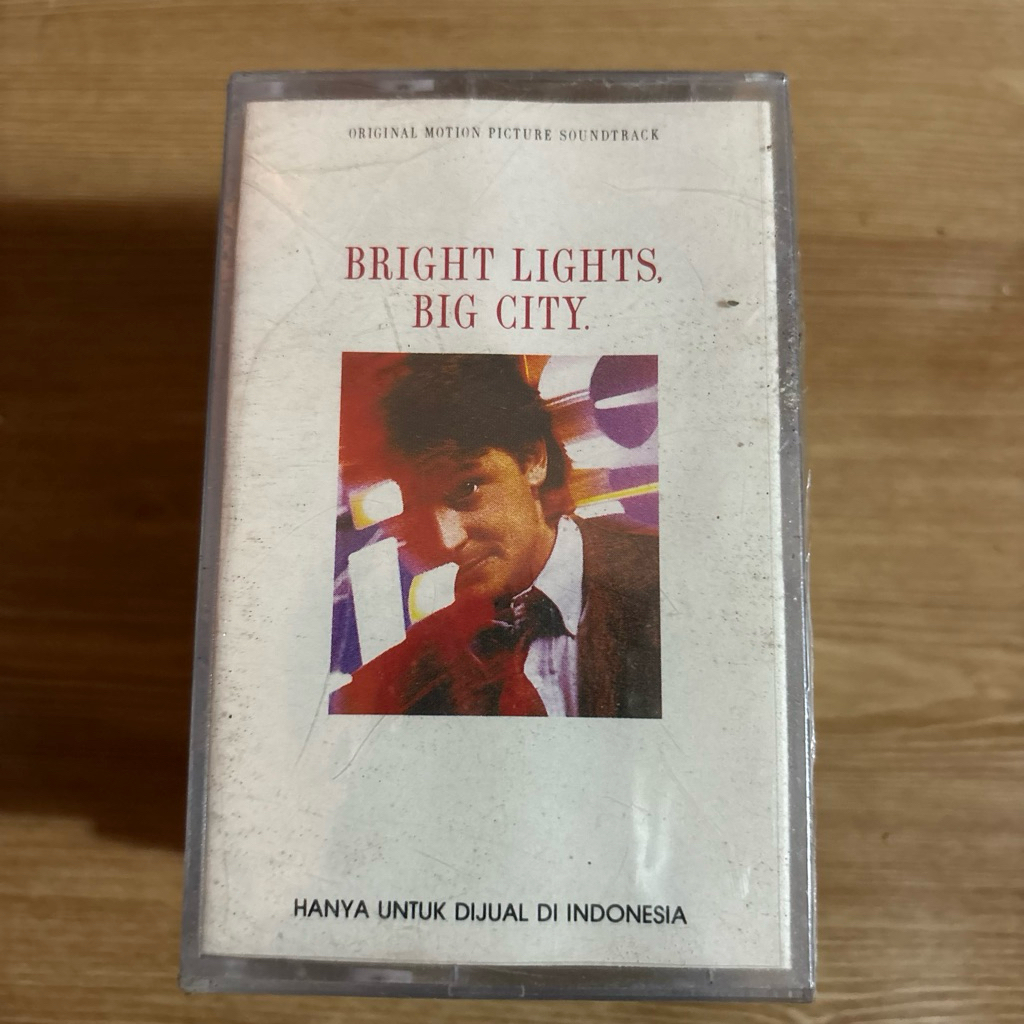 ORIGINAL MOTION PICTURE SOUNDTRACK
BRIGHT LIGHTS,
BIG CITY.
HANYA UNTUK DIJUAL DI INDONESIA